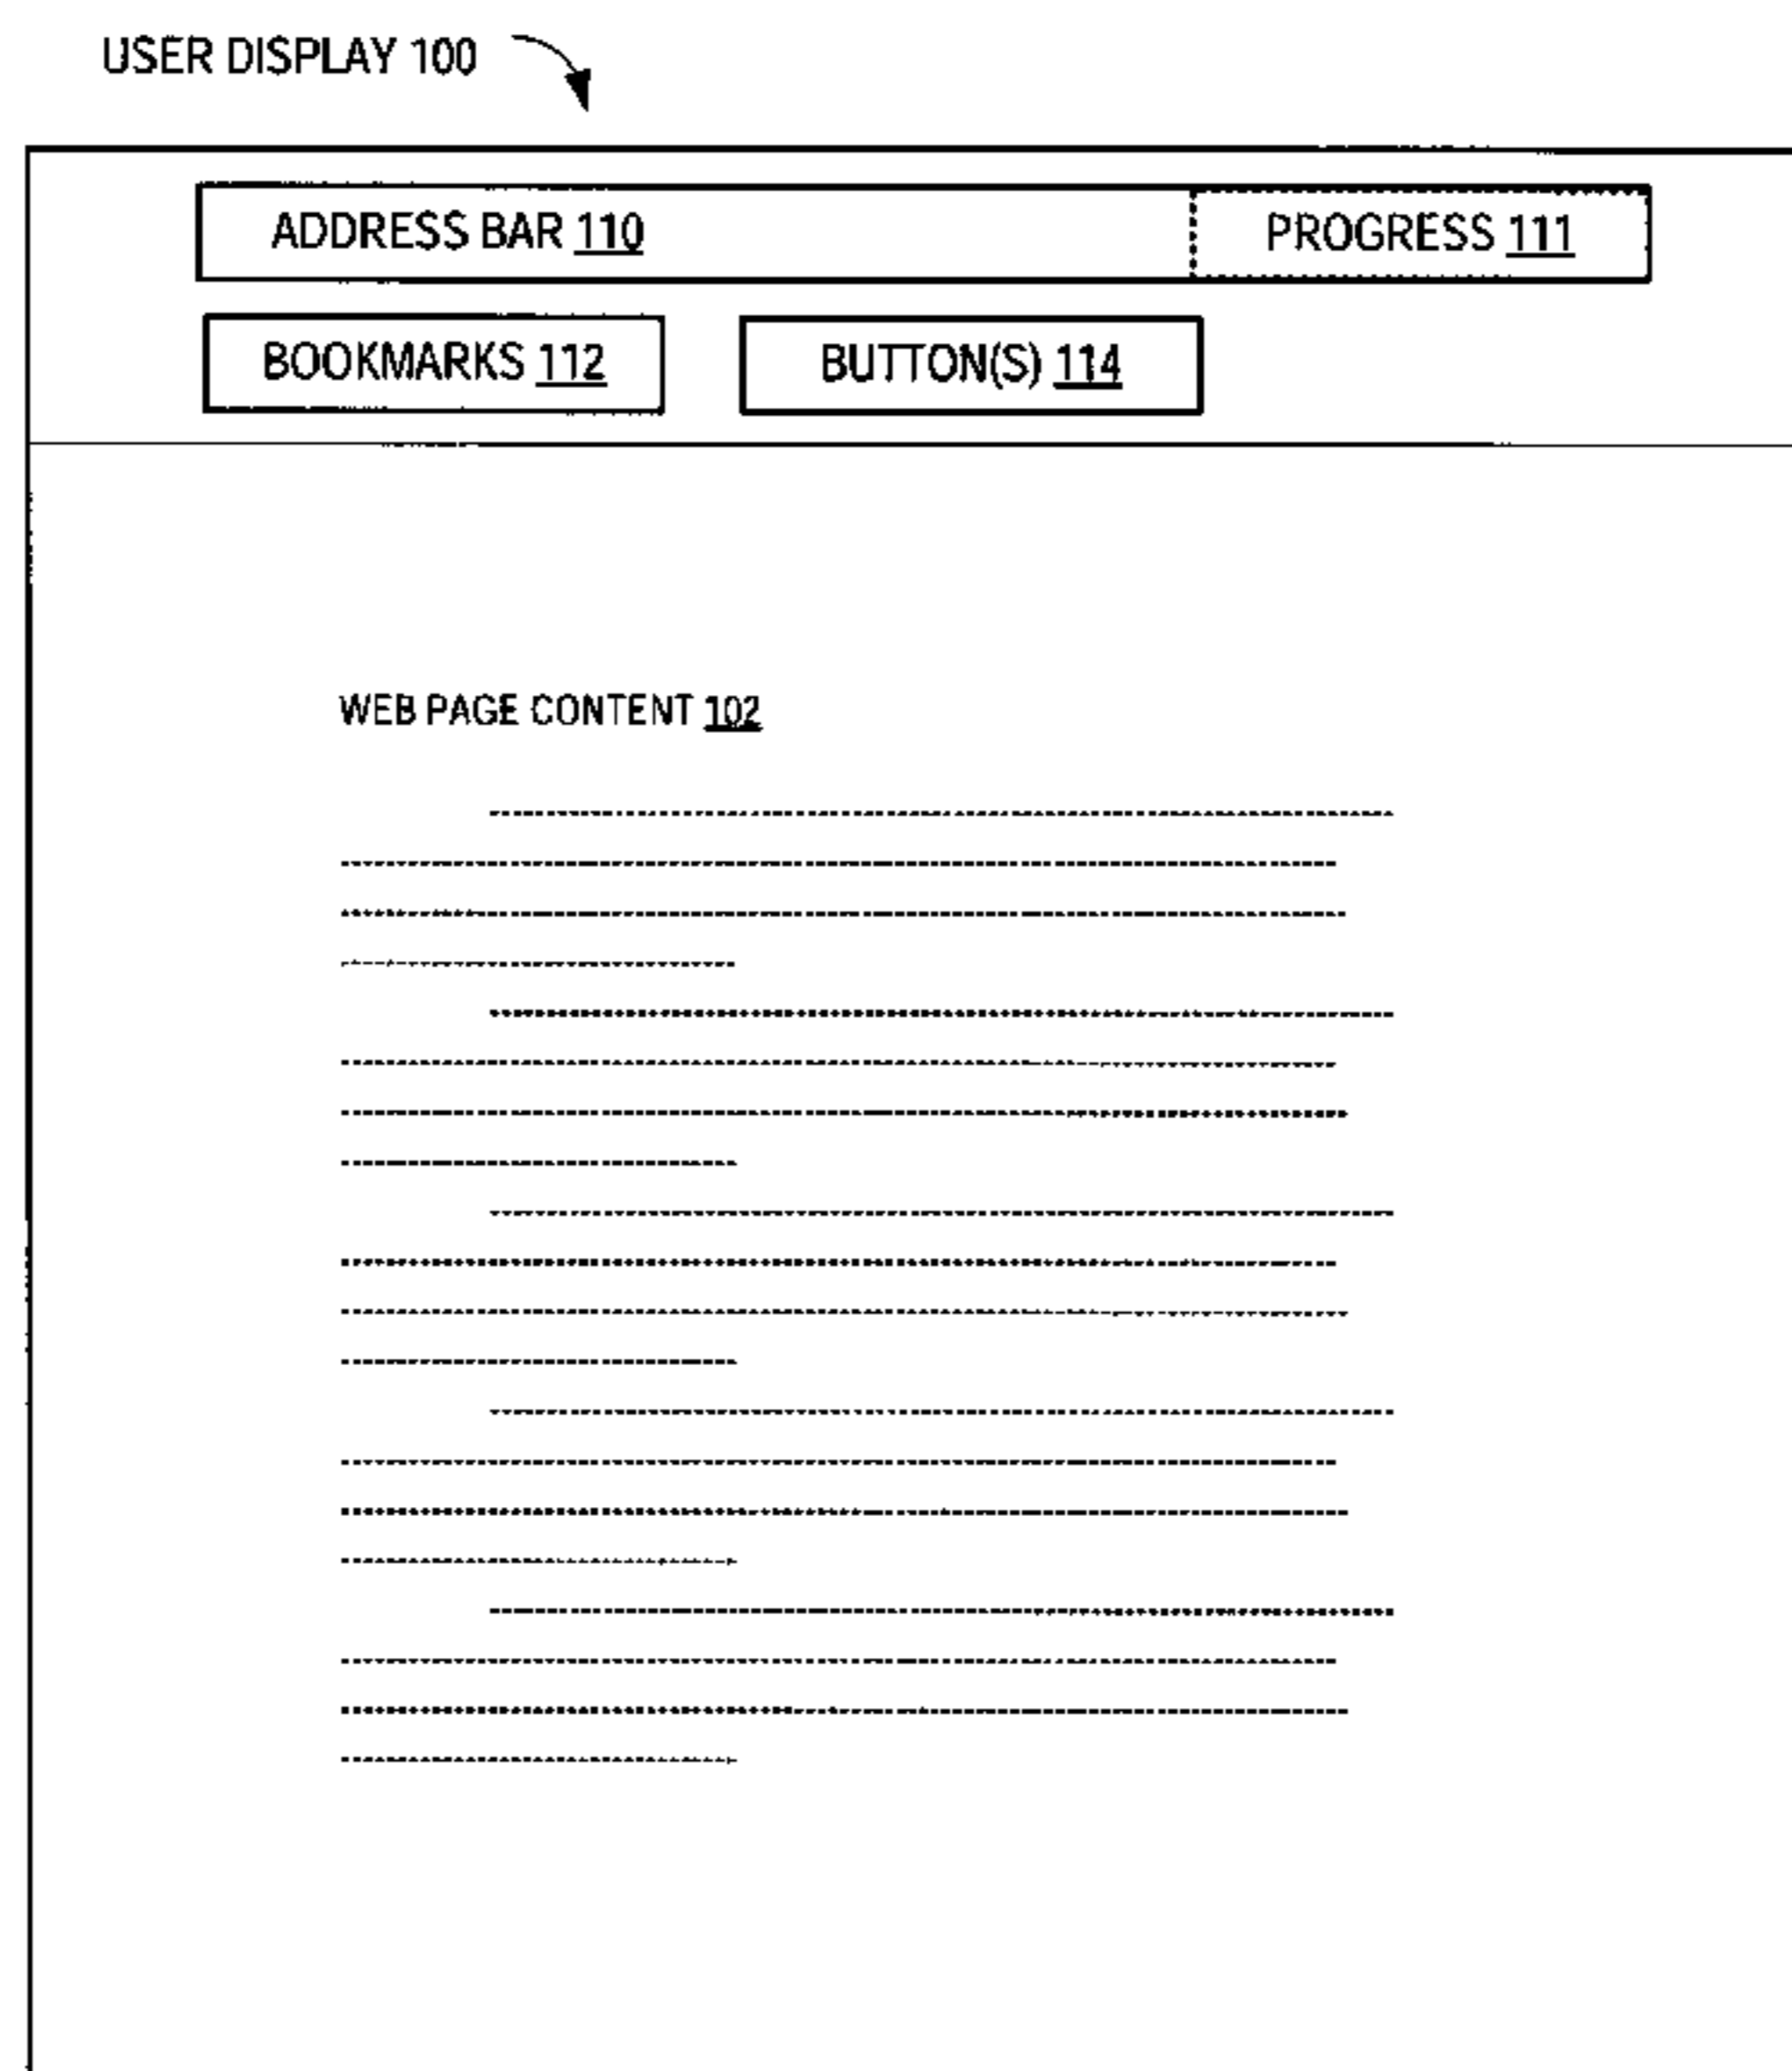 USER DISPLAY 100
ADDRESS BAR 110 PROGRESS 111
BOOKMARKS 112 BUTTON(S) 114
WEB PAGE CONTENT 102